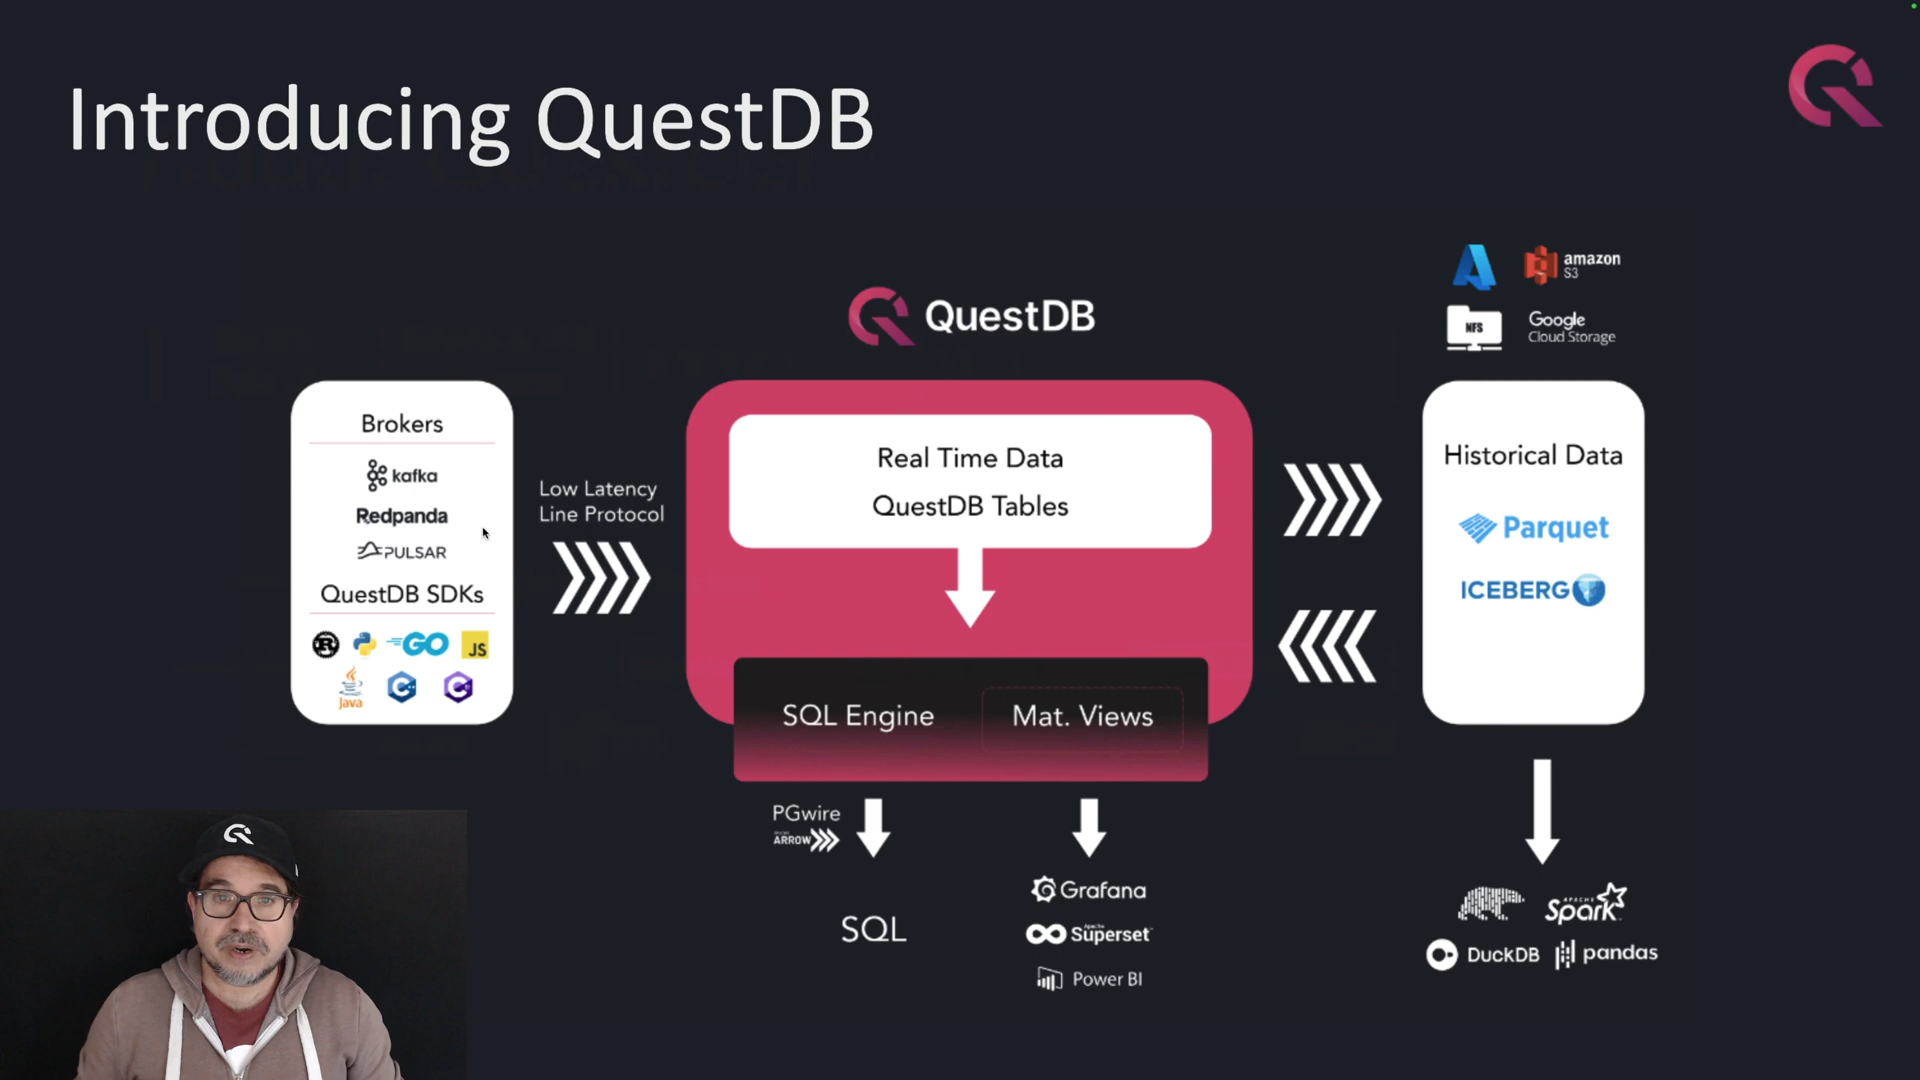 Introducing QuestDB
amazon
S3
QuestDB
NFS
Google
Cloud Storage
Brokers
kafka
Redpanda
PULSAR
QuestDB SDKs
R
GO
JS
Java
C++
C#
Low Latency
Line Protocol
Real Time Data
QuestDB Tables
SQL Engine
Mat. Views
Historical Data
Parquet
ICEBERG
PGwire
ARROW
SQL
Grafana
Apache
Superset
Power BI
APACHE
Spark
DuckDB
pandas